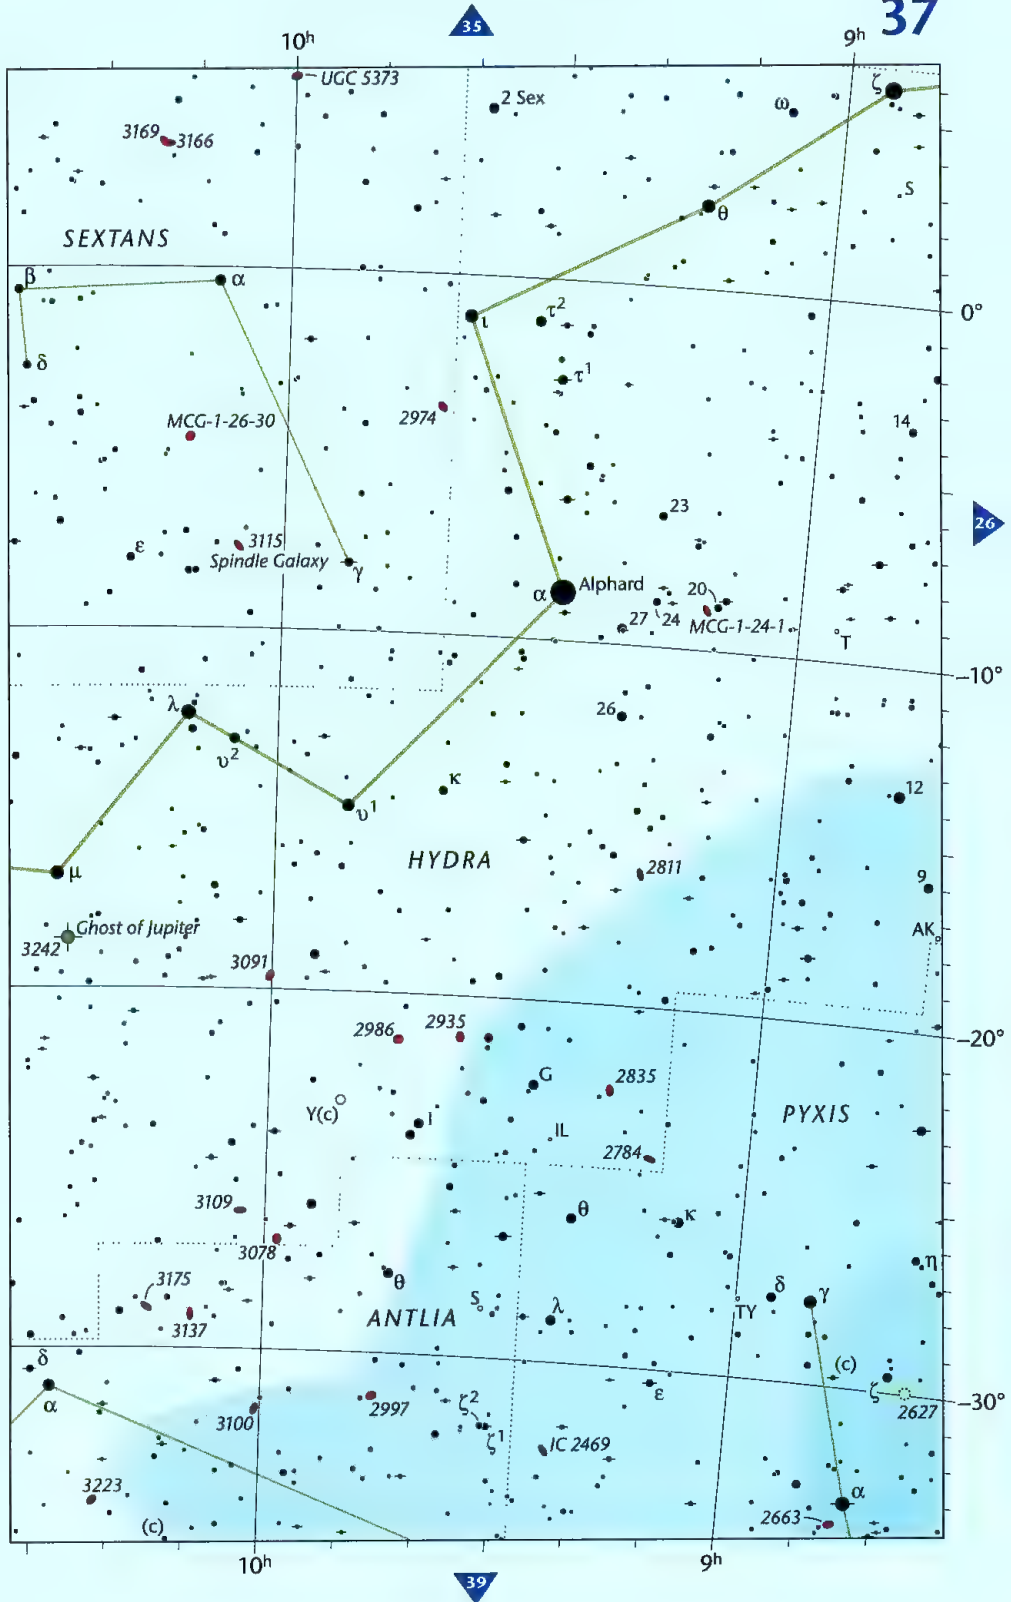 35
37
10h
9h
UGC 5373
2 Sex
ω
ζ
3169
3166
S
θ
SEXTANS
β
α
0°
ι
τ2
δ
τ1
MCG-1-26-30
2974
14
23
26
ε
3115
Spindle Galaxy
γ
α
Alphard
20
27
24
MCG-1-24-1
T
-10°
λ
26
υ2
κ
12
υ1
HYDRA
μ
2811
9
Ghost of Jupiter
3242
AK
3091
2986
2935
-20°
G
2835
Y(c)
I
IL
PYXIS
2784
3109
θ
κ
3078
η
θ
3175
δ
γ
S
λ
TY
3137
ANTLIA
δ
(c)
α
ε
ζ
-30°
3100
2997
ζ2
ζ1
2627
IC 2469
3223
α
2663
(c)
10h
9h
39